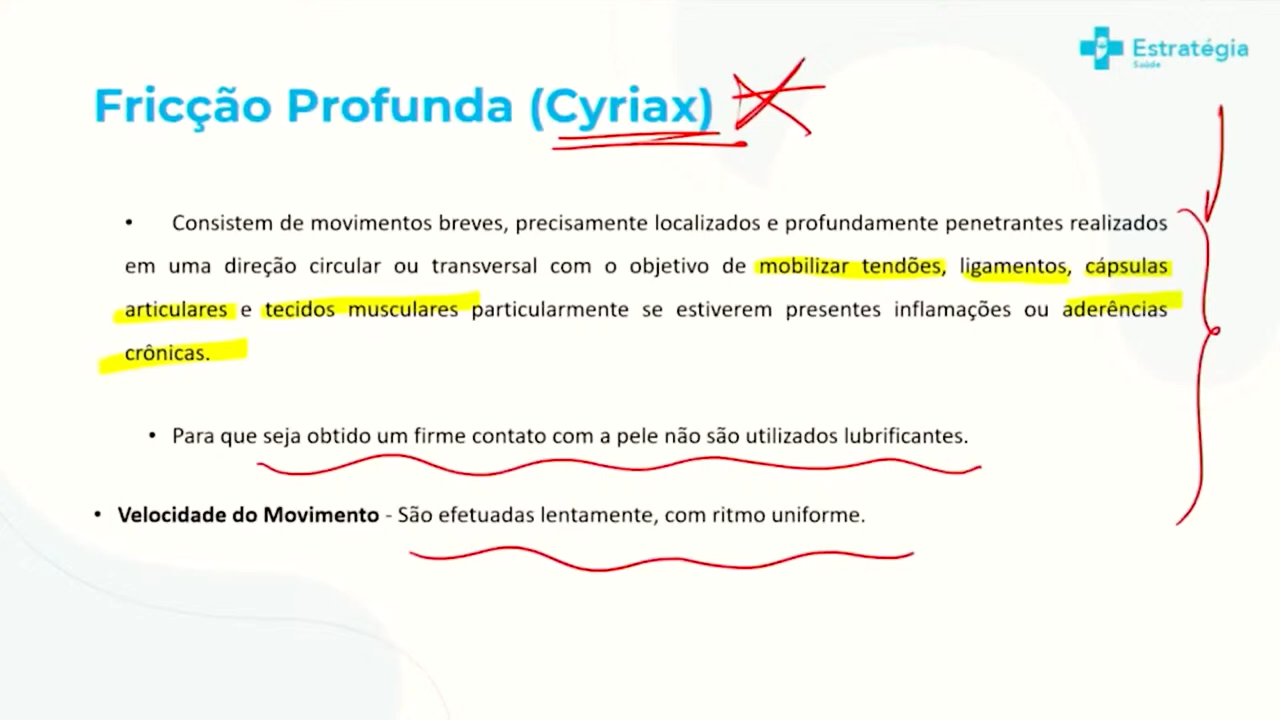 Estratégia
Saúde
Fricção Profunda (Cyriax)
• Consistem de movimentos breves, precisamente localizados e profundamente penetrantes realizados
em uma direção circular ou transversal com o objetivo de mobilizar tendões, ligamentos, cápsulas
articulares e tecidos musculares particularmente se estiverem presentes inflamações ou aderências
crônicas.
• Para que seja obtido um firme contato com a pele não são utilizados lubrificantes.
• Velocidade do Movimento - São efetuadas lentamente, com ritmo uniforme.